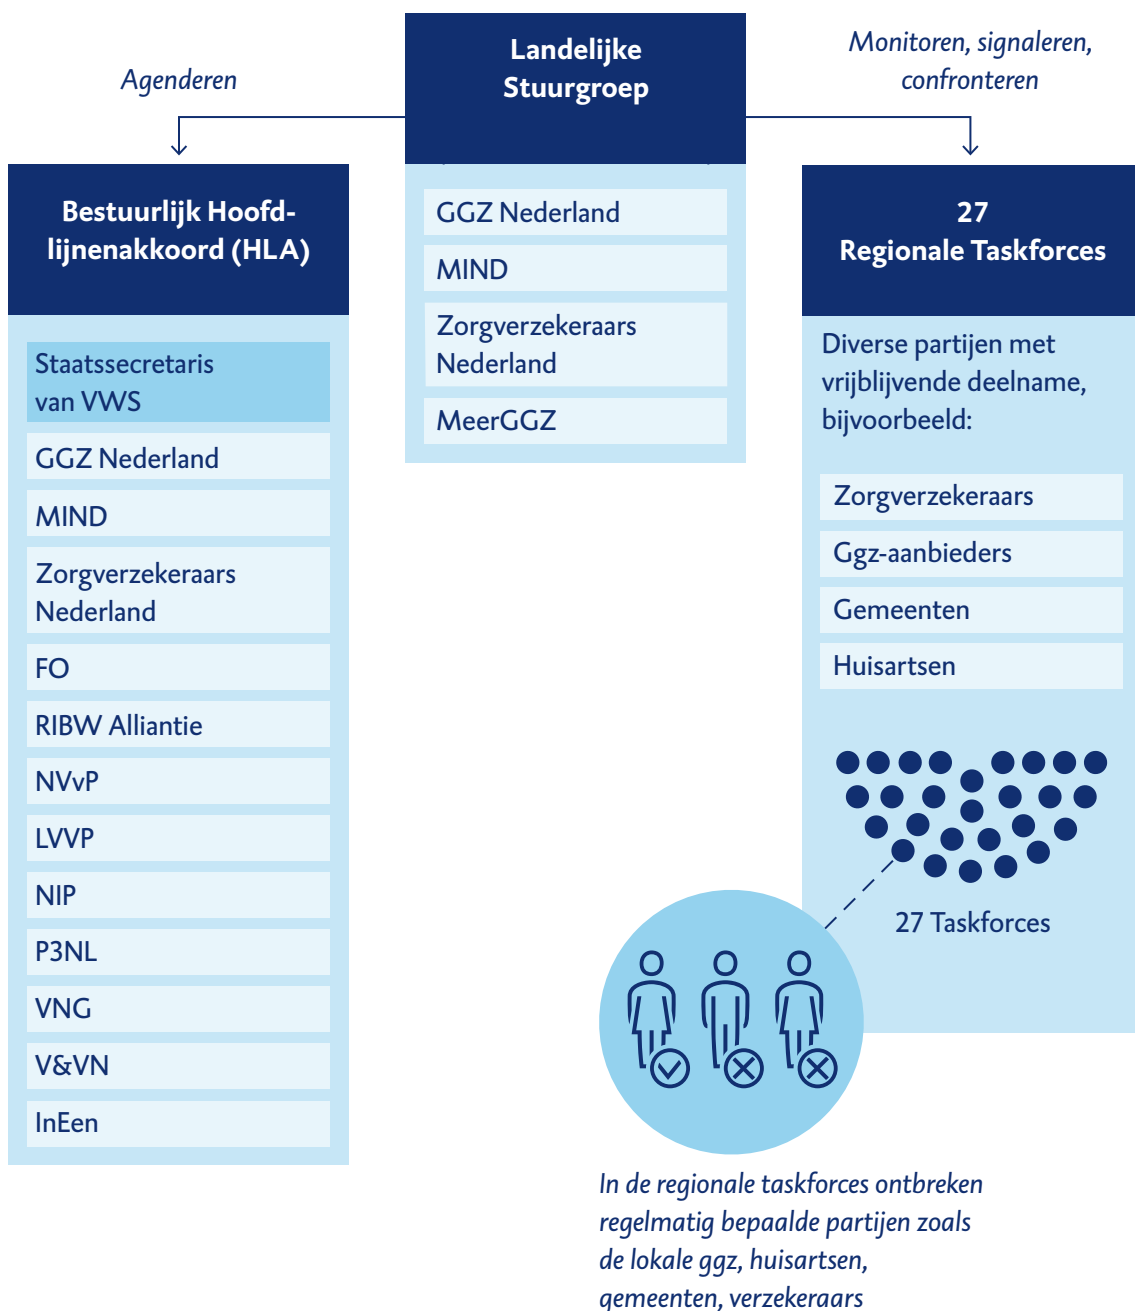 Agenderen
Landelijke
Stuurgroep
Monitoren, signaleren,
confronteren
Bestuurlijk Hoofd-
lijnenakkoord (HLA)
Staatssecretaris
van VWS
GGZ Nederland
MIND
Zorgverzekeraars
Nederland
FO
RIBW Alliantie
NVvP
LVVP
NIP
P3NL
VNG
V&VN
InEen
GGZ Nederland
MIND
Zorgverzekeraars
Nederland
MeerGGZ
27
Regionale Taskforces
Diverse partijen met
vrijblijvende deelname,
bijvoorbeeld:
Zorgverzekeraars
Ggz-aanbieders
Gemeenten
Huisartsen
27 Taskforces
In de regionale taskforces ontbreken
regelmatig bepaalde partijen zoals
de lokale ggz, huisartsen,
gemeenten, verzekeraars